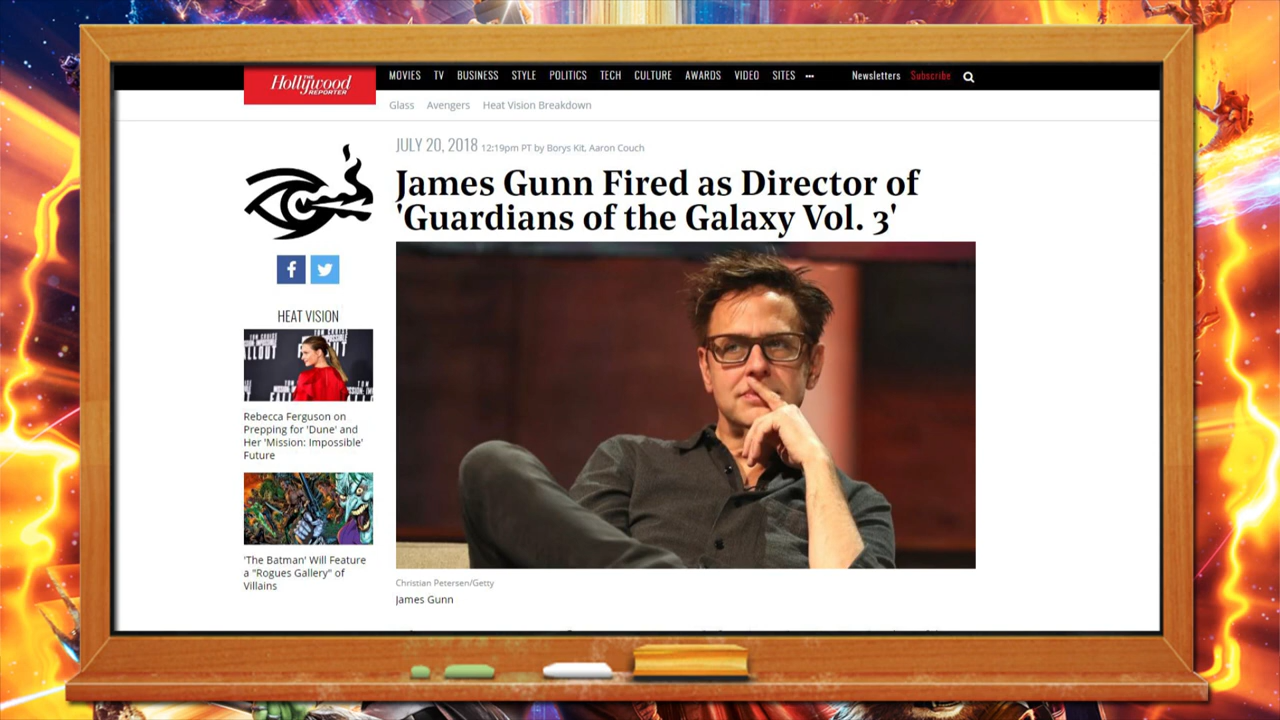 The Hollywood REPORTER
MOVIES TV BUSINESS STYLE POLITICS TECH CULTURE AWARDS VIDEO SITES ••• Newsletters Subscribe
Glass Avengers Heat Vision Breakdown
JULY 20, 2018 12:19pm PT by Borys Kit, Aaron Couch
James Gunn Fired as Director of
'Guardians of the Galaxy Vol. 3'
HEAT VISION
FALLOUT
Rebecca Ferguson on
Prepping for 'Dune' and
Her 'Mission: Impossible'
Future
'The Batman' Will Feature
a "Rogues Gallery" of
Villains
Christian Petersen/Getty
James Gunn